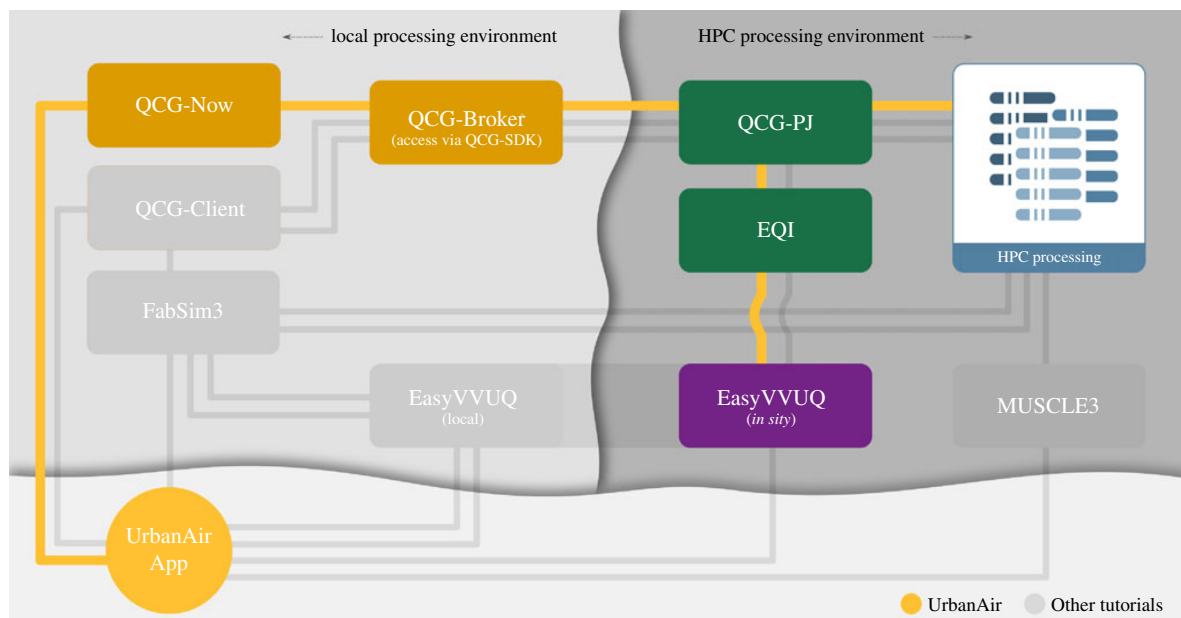 local processing environment
HPC processing environment
QCG-Now
QCG-Broker
(access via QCG-SDK)
QCG-PJ
QCG-Client
EQI
HPC processing
FabSim3
EasyVVUQ
(local)
EasyVVUQ
(in sity)
MUSCLE3
UrbanAir
App
UrbanAir
Other tutorials